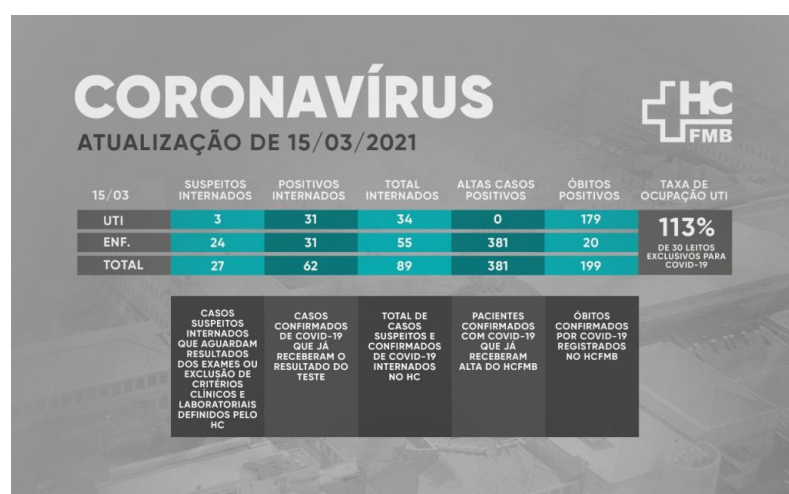 CORONAVÍRUS
ATUALIZAÇÃO DE 15/03/2021
HC
FMB
15/03
SUSPEITOS
INTERNADOS
POSITIVOS
INTERNADOS
TOTAL
INTERNADOS
ALTAS CASOS
POSITIVOS
ÓBITOS
POSITIVOS
TAXA DE
OCUPAÇÃO UTI
UTI 3 31 34 0 179
ENF. 24 31 55 381 20
TOTAL 27 62 89 381 199
113%
DE 30 LEITOS
EXCLUSIVOS PARA
COVID-19
CASOS
SUSPEITOS
INTERNADOS
QUE AGUARDAM
RESULTADOS
DOS EXAMES OU
EXCLUSÃO DE
CRITÉRIOS
CLÍNICOS E
LABORATORIAIS
DEFINIDOS PELO
HC
CASOS
CONFIRMADOS
DE COVID-19
QUE JÁ
RECEBERAM O
RESULTADO DO
TESTE
TOTAL DE
CASOS
SUSPEITOS E
CONFIRMADOS
DE COVID-19
INTERNADOS
NO HC
PACIENTES
CONFIRMADOS
COM COVID-19
QUE JÁ
RECEBERAM
ALTA DO HCFMB
ÓBITOS
CONFIRMADOS
POR COVID-19
REGISTRADOS
NO HCFMB